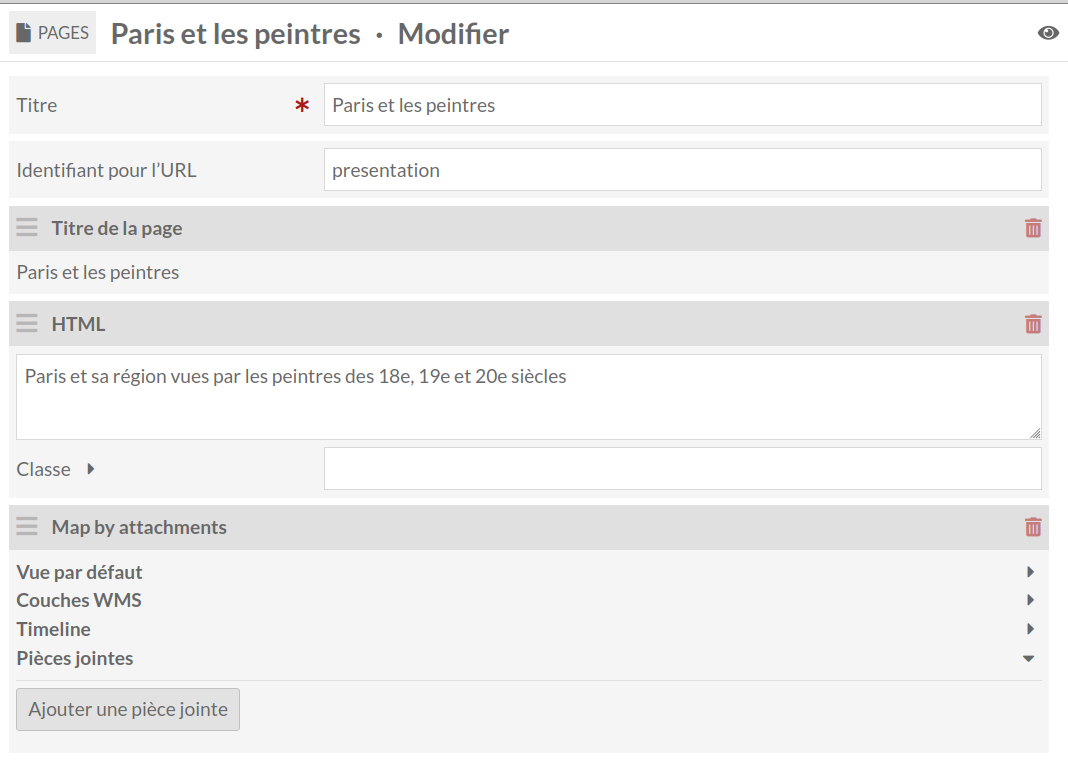 PAGES Paris et les peintres · Modifier
Titre * Paris et les peintres
Identifiant pour l’URL presentation
Titre de la page
Paris et les peintres
HTML
Paris et sa région vues par les peintres des 18e, 19e et 20e siècles
Classe
Map by attachments
Vue par défaut
Couches WMS
Timeline
Pièces jointes
Ajouter une pièce jointe